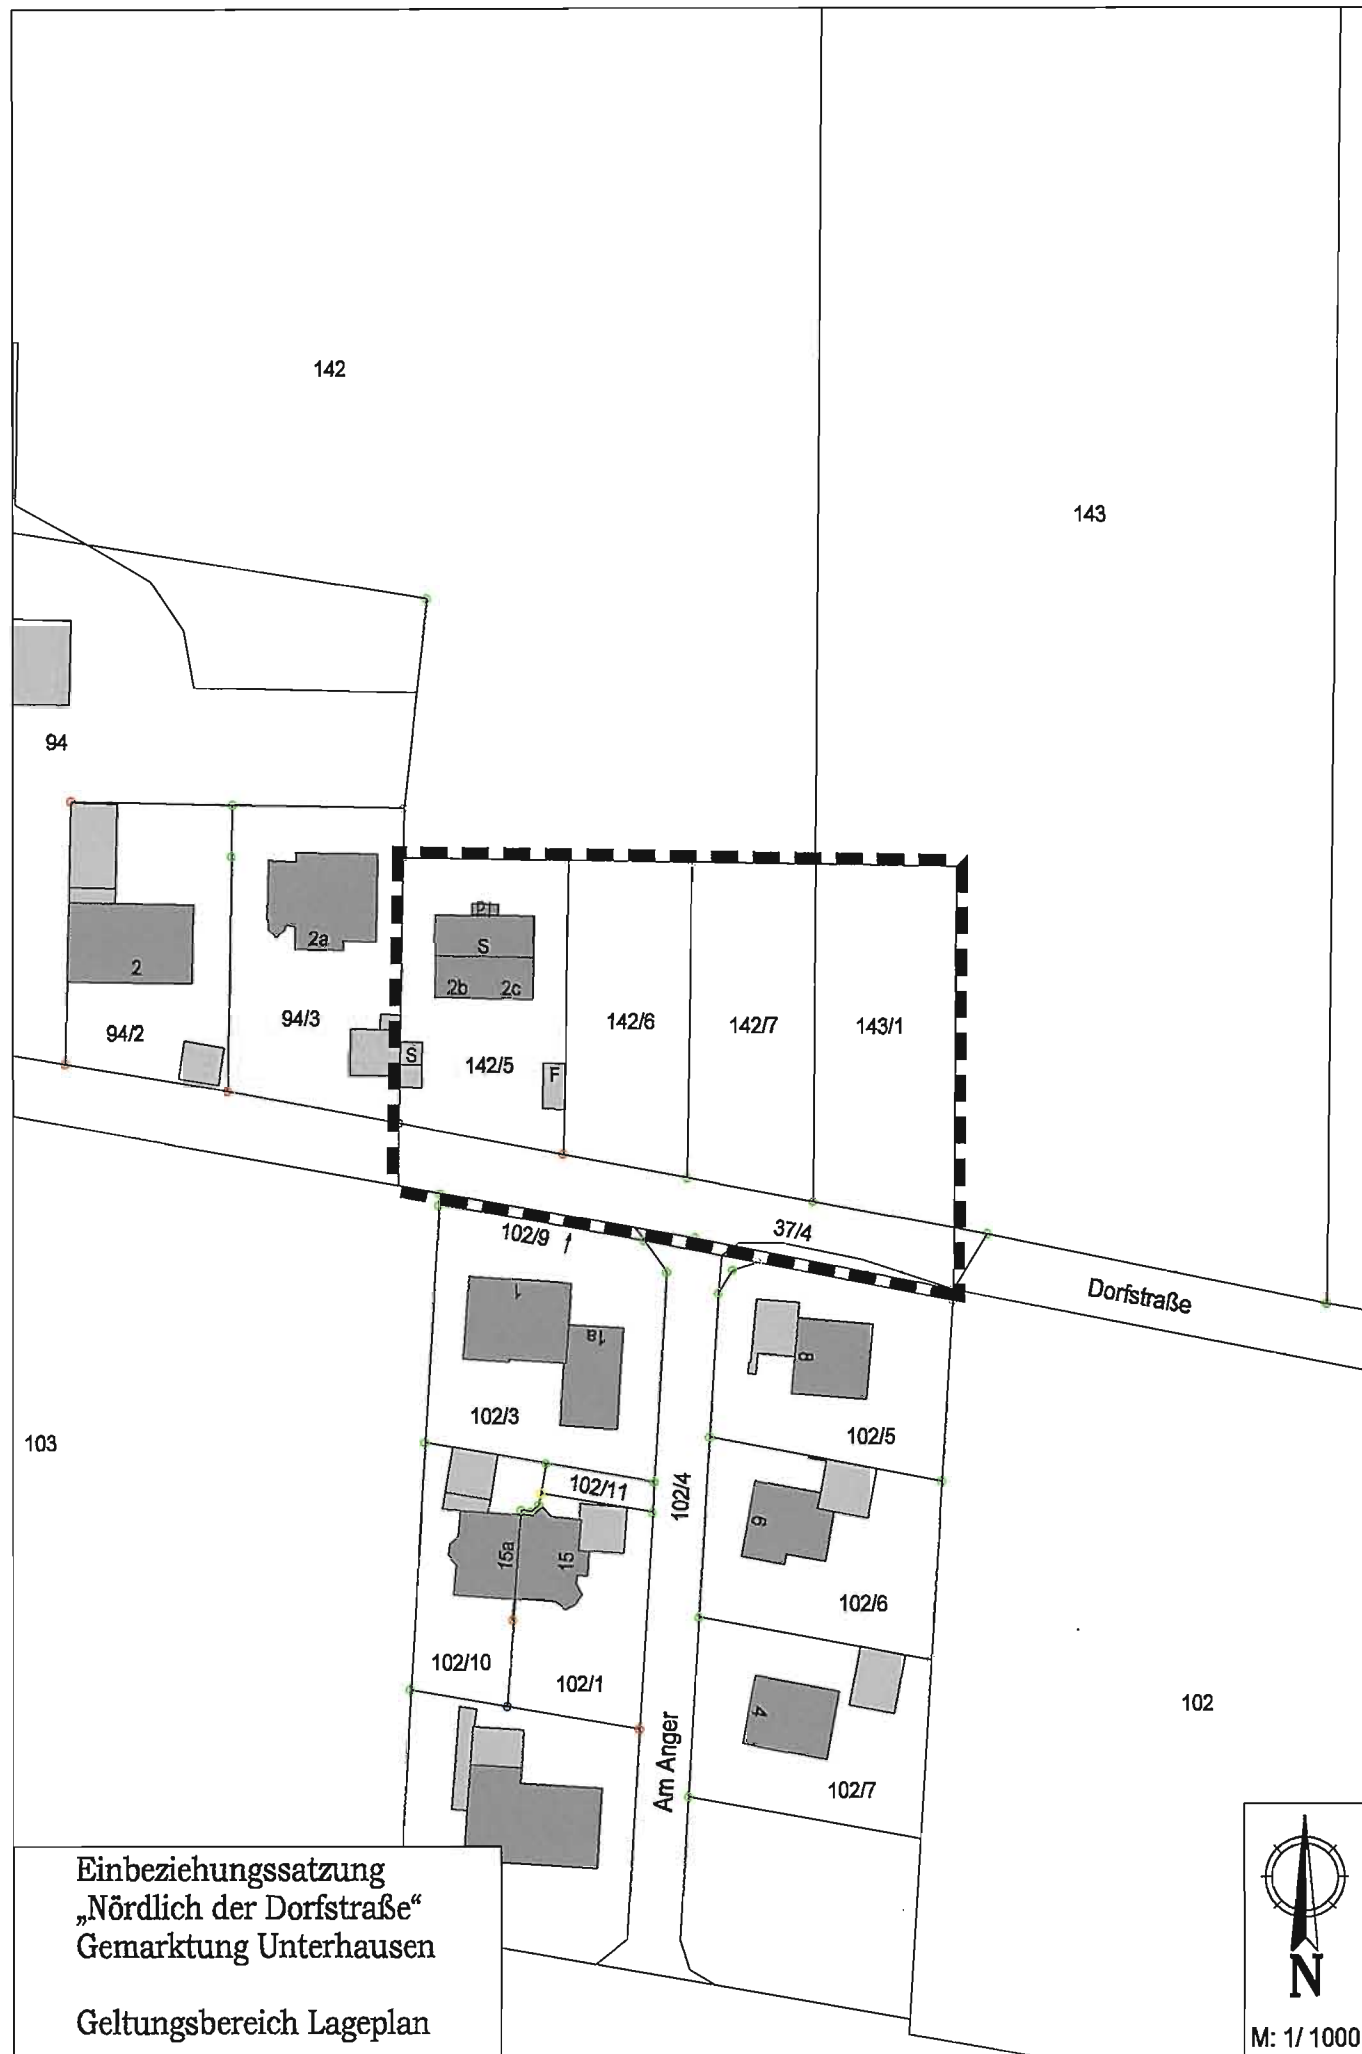 142
143
94
2
2a
94/2
94/3
S
2b
2c
S
142/5
F
142/6
142/7
143/1
37/4
102/9
Dorfstraße
1
1a
8
102/3
102/5
103
102/11
102/4
6
15a
15
102/6
102/10
102/1
4
102
Am Anger
102/7
Einbeziehungssatzung
„Nördlich der Dorfstraße“
Gemarktung Unterhausen
Geltungsbereich Lageplan
N
M: 1/ 1000